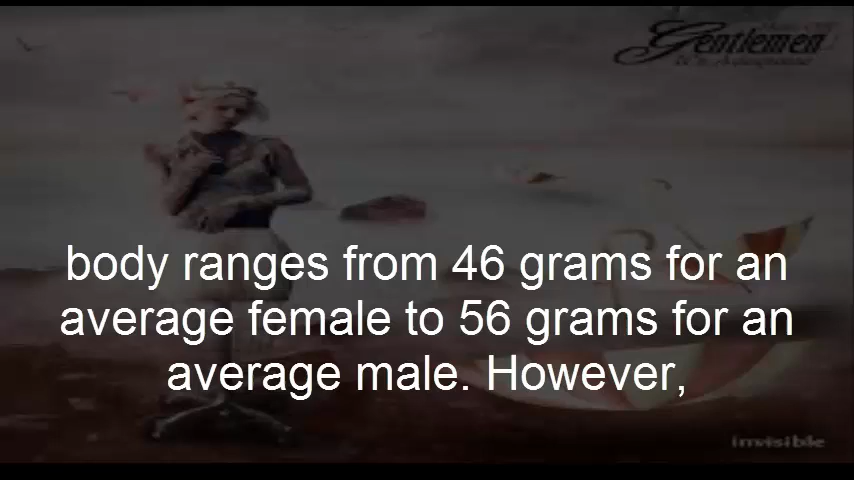 Gentlemen
body ranges from 46 grams for an
average female to 56 grams for an
average male. However,
invisible